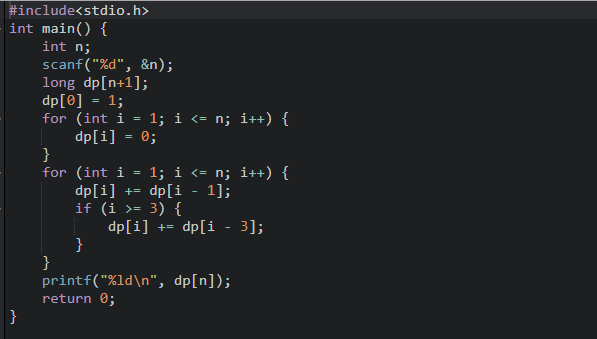 #include<stdio.h>
int main() {
    int n;
    scanf("%d", &n);
    long dp[n+1];
    dp[0] = 1;
    for (int i = 1; i <= n; i++) {
        dp[i] = 0;
    }
    for (int i = 1; i <= n; i++) {
        dp[i] += dp[i - 1];
        if (i >= 3) {
            dp[i] += dp[i - 3];
        }
    }
    printf("%ld\n", dp[n]);
    return 0;
}